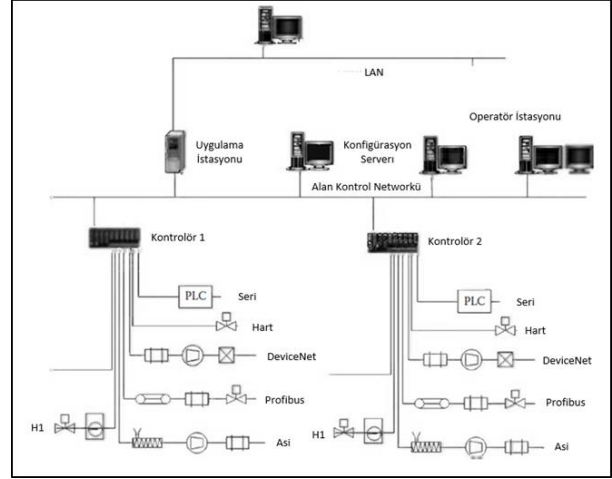 LAN
Operatör İstasyonu
Uygulama
İstasyonu
Konfigürasyon
Serverı
Alan Kontrol Networkü
Kontrolör 1
Kontrolör 2
PLC
Seri
Hart
DeviceNet
Profibus
H1
Asi
PLC
Seri
Hart
DeviceNet
Profibus
H1
Asi